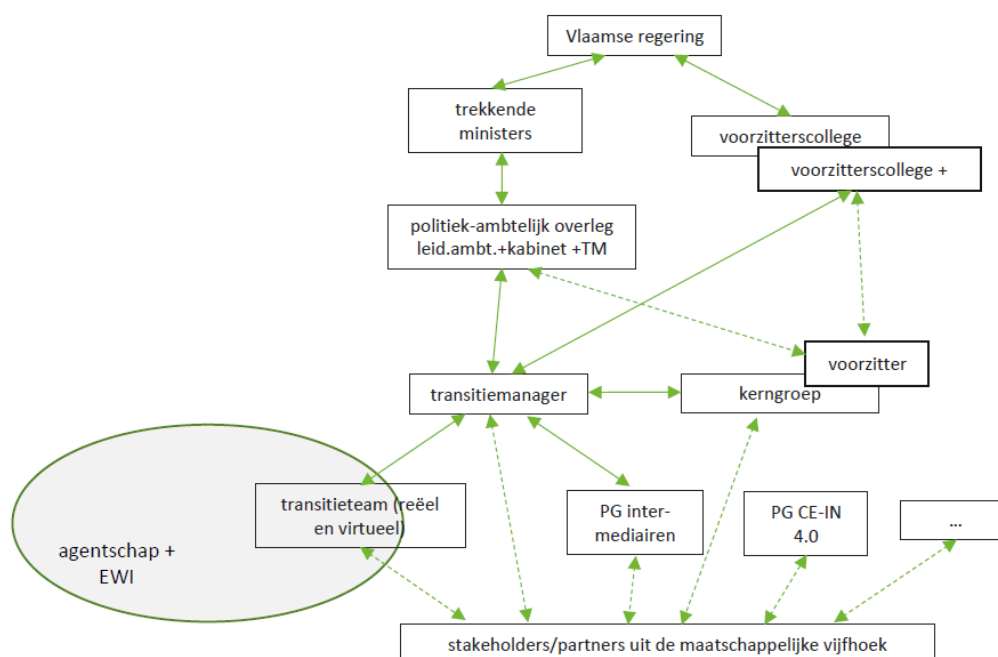 Vlaamse regering
trekkende
ministers
voorzitterscollege
voorzitterscollege +
politiek-ambtelijk overleg
leid.ambt.+kabinet +TM
voorzitter
transitiemanager
kerngroep
transitieteam (reëel
en virtueel)
PG inter-
mediairen
PG CE-IN
4.0
...
agentschap +
EWI
stakeholders/partners uit de maatschappelijke vijfhoek